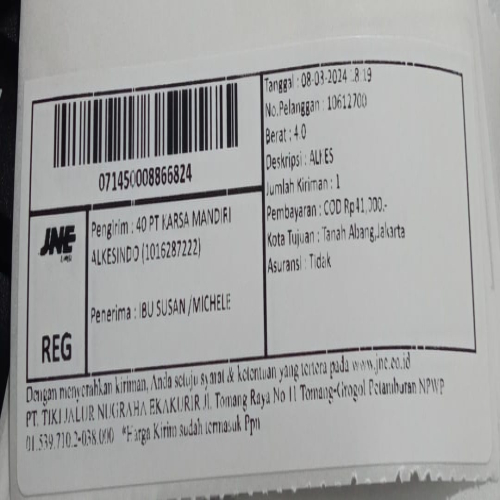 071450008866824
JNE
REG
Pengirim : 40 PT KARSA MANDIRI
ALKESINDO (1016287222)
Penerima : IBU SUSAN /MICHELE
Tanggal : 08-03-2024
No.Pelanggan : 10612700
Berat : 4.0
Deskripsi : ALKES
Jumlah Kiriman : 1
Pembayaran : COD Rp41,000.-
Kota Tujuan : Tanah Abang,Jakarta
Asuransi : Tidak
Dengan menyerahkan kiriman, Anda setuju syarat & ketentuan yang tertera pada www.jne.co.id
PT. TIKI JALUR NUGRAHA EKAKURIR Jl. Tomang Raya No 11 Tomang-Grogol Petamburan NPWP
01.539.710.2-038.000 *Harga Kirim sudah termasuk Ppn